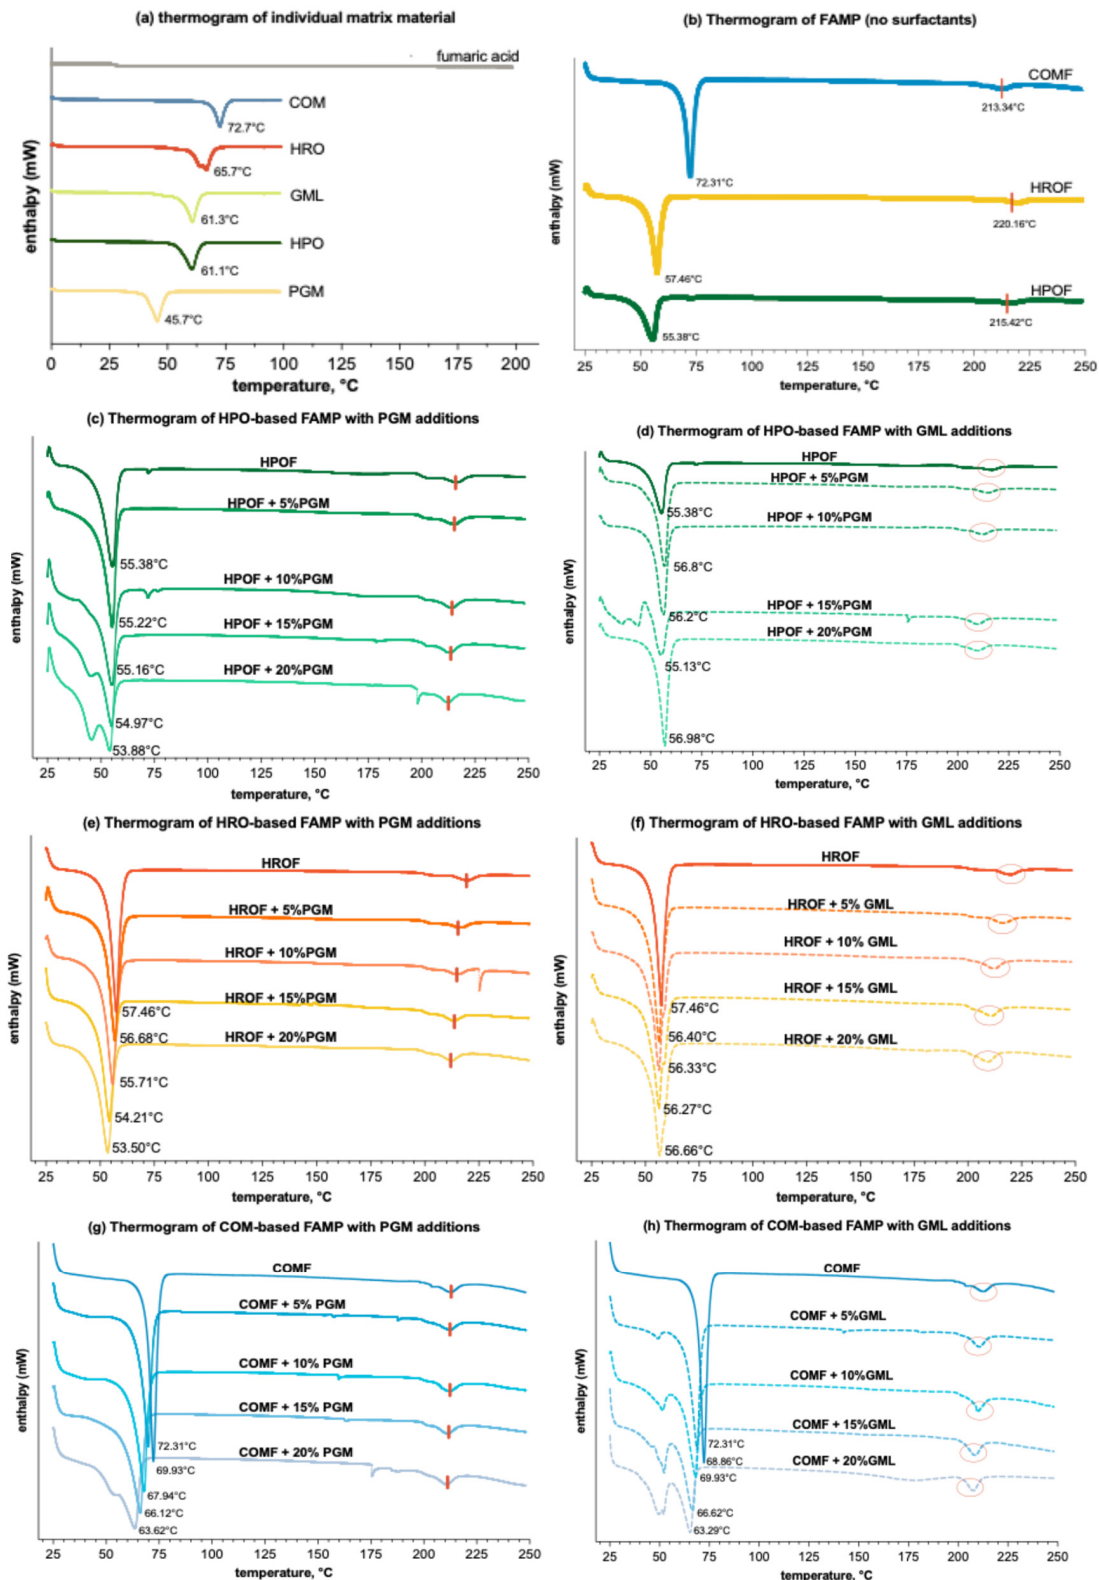 (a) thermogram of individual matrix material
fumaric acid
COM
72.7°C
HRO
65.7°C
GML
61.3°C
HPO
61.1°C
PGM
45.7°C
enthalpy (mW)
0 25 50 75 100 125 150 175 200
temperature, °C
(b) Thermogram of FAMP (no surfactants)
COMF
213.34°C
72.31°C
HROF
220.16°C
57.46°C
HPOF
215.42°C
55.38°C
enthalpy (mW)
25 50 75 100 125 150 175 200 225 250
temperature, °C
(c) Thermogram of HPO-based FAMP with PGM additions
HPOF
HPOF + 5%PGM
55.38°C
HPOF + 10%PGM
55.22°C
HPOF + 15%PGM
55.16°C
HPOF + 20%PGM
54.97°C
53.88°C
enthalpy (mW)
25 50 75 100 125 150 175 200 225 250
temperature, °C
(d) Thermogram of HPO-based FAMP with GML additions
HPOF
HPOF + 5%PGM
55.38°C
HPOF + 10%PGM
56.8°C
HPOF + 15%PGM
56.2°C
HPOF + 20%PGM
55.13°C
56.98°C
enthalpy (mW)
25 50 75 100 125 150 175 200 225 250
temperature, °C
(e) Thermogram of HRO-based FAMP with PGM additions
HROF
HROF + 5%PGM
HROF + 10%PGM
HROF + 15%PGM
57.46°C
HROF + 20%PGM
56.68°C
55.71°C
54.21°C
53.50°C
enthalpy (mW)
25 50 75 100 125 150 175 200 225 250
temperature, °C
(f) Thermogram of HRO-based FAMP with GML additions
HROF
HROF + 5% GML
HROF + 10% GML
HROF + 15% GML
57.46°C
HROF + 20% GML
56.40°C
56.33°C
56.27°C
56.66°C
enthalpy (mW)
25 50 75 100 125 150 175 200 225 250
temperature, °C
(g) Thermogram of COM-based FAMP with PGM additions
COMF
COMF + 5% PGM
COMF + 10% PGM
COMF + 15% PGM
72.31°C
COMF + 20% PGM
69.93°C
67.94°C
66.12°C
63.62°C
enthalpy (mW)
25 50 75 100 125 150 175 200 225 250
temperature, °C
(h) Thermogram of COM-based FAMP with GML additions
COMF
COMF + 5%GML
COMF + 10%GML
COMF + 15%GML
72.31°C
COMF + 20%GML
68.86°C
69.93°C
66.62°C
63.29°C
enthalpy (mW)
25 50 75 100 125 150 175 200 225 250
temperature, °C